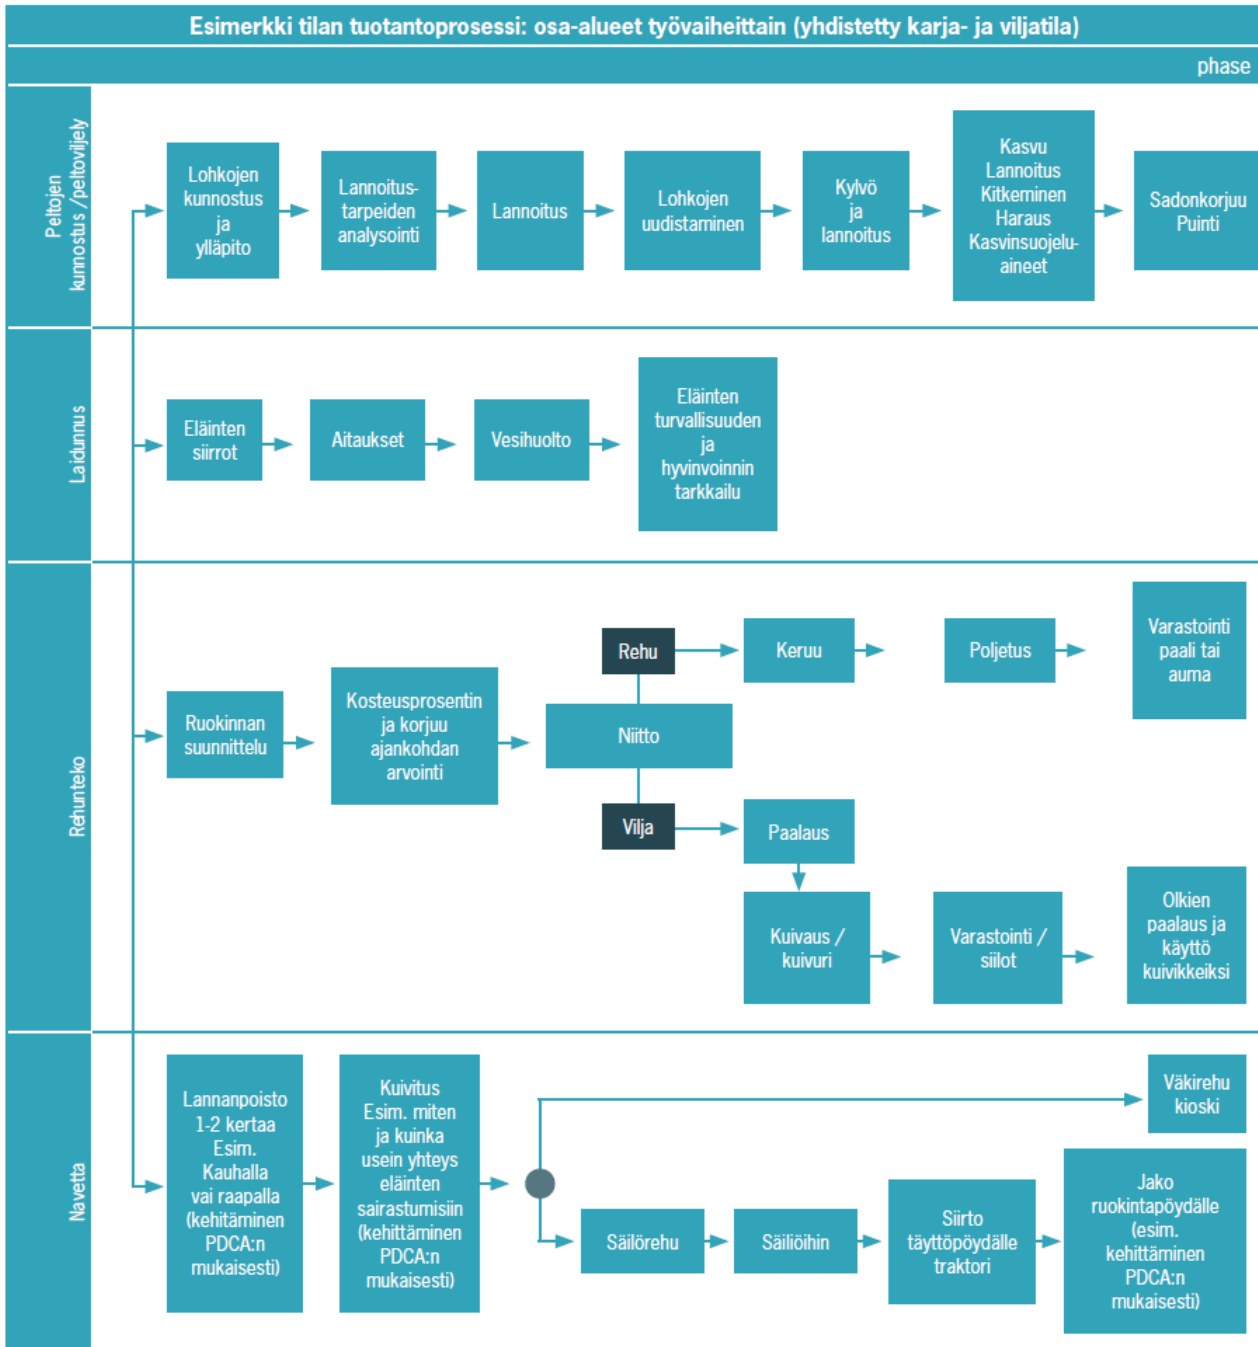 Esimerkki tilan tuotantoprosessi: osa-alueet työvaiheittain (yhdistetty karja- ja viljatila)
phase
Peltojen
kunnostus /peltoviljely
Lohkojen
kunnostus
ja
ylläpito
Lannoitus-
tarpeiden
analysointi
Lannoitus
Lohkojen
uudistaminen
Kylvö
ja
lannoitus
Kasvu
Lannoitus
Kitkeminen
Haraus
Kasvinsuojelu-
aineet
Sadonkorjuu
Puinti
Laidunnus
Eläinten
siirrot
Aitaukset
Vesihuolto
Eläinten
turvallisuuden
ja
hyvinvoinnin
tarkkailu
Rehunteko
Ruokinnan
suunnittelu
Kosteusprosentin
ja korjuu
ajankohdan
arvointi
Niitto
Rehu
Keruu
Poljetus
Varastointi
paali tai
auma
Vilja
Paalaus
Kuivaus /
kuivuri
Varastointi /
siilot
Olkien
paalaus ja
käyttö
kuivikkeiksi
Navetta
Lannanpoisto
1-2 kertaa
Esim.
Kauhalla
vai raapalla
(kehitäminen
PDCA:n
mukaisesti)
Kuivitus
Esim. miten
ja kuinka
usein yhteys
eläinten
sairastumisiin
(kehittäminen
PDCA:n
mukaisesti)
Väkirehu
kioski
Säilörehu
Säiliöihin
Siirto
täyttöpöydälle
traktori
Jako
ruokintapöydälle
(esim.
kehittäminen
PDCA:n
mukaisesti)